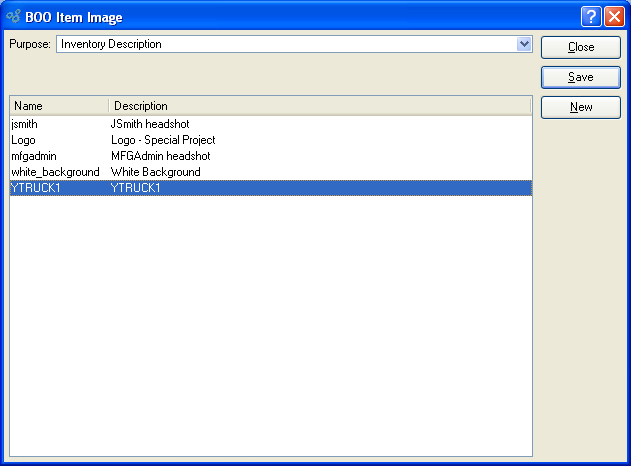 BOO Item Image
Purpose: Inventory Description
Close
Save
New
Name Description
jsmith JSmith headshot
Logo Logo - Special Project
mfgadmin MFGAdmin headshot
white_background White Background
YTRUCK1 YTRUCK1